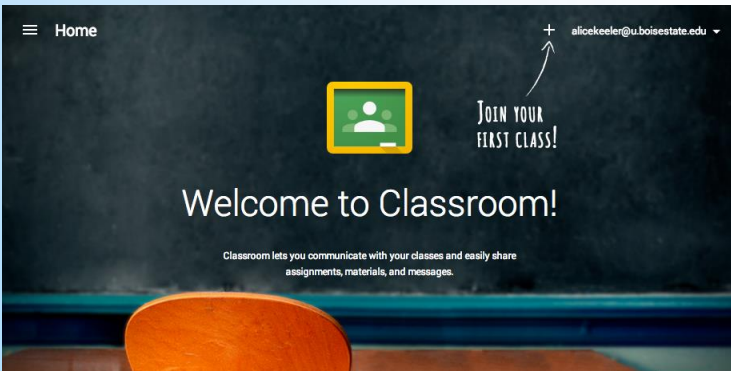 Home
alicekeeler@u.boisestate.edu
JOIN YOUR
FIRST CLASS!
Welcome to Classroom!
Classroom lets you communicate with your classes and easily share
assignments, materials, and messages.